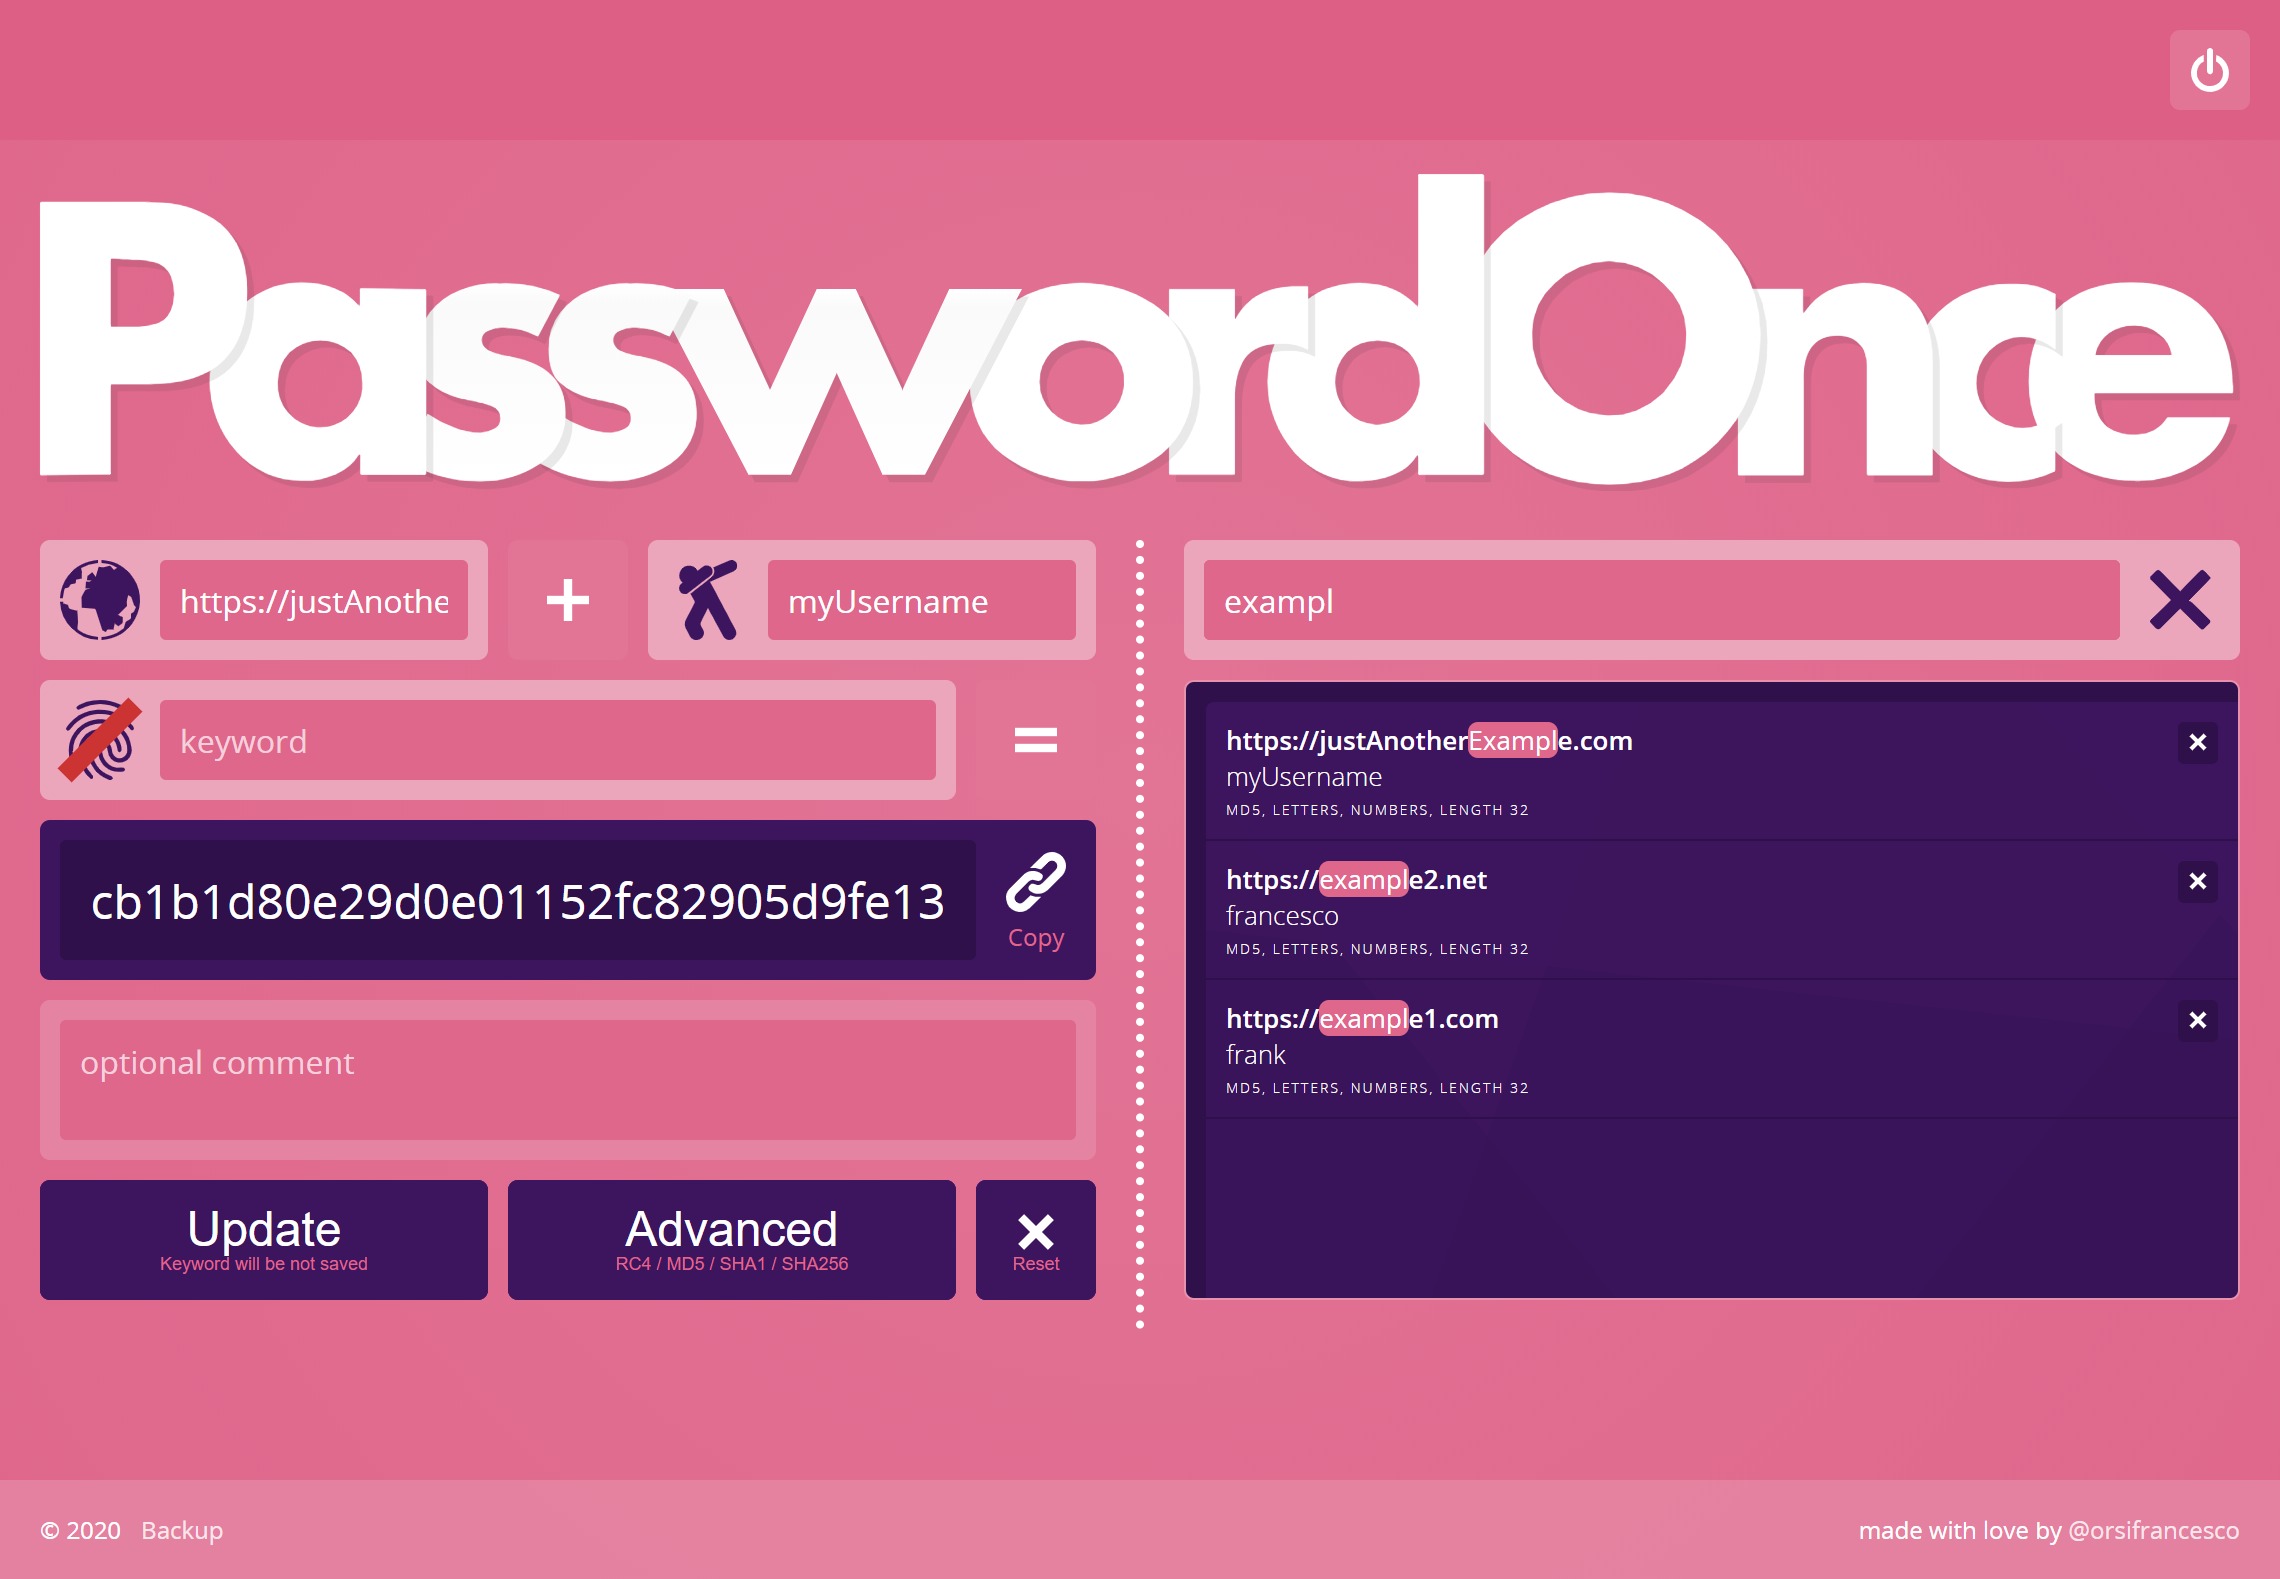 PasswordOnce
https://justAnothe
myUsername
keyword
cb1b1d80e29d0e01152fc82905d9fe13
Copy
optional comment
Update
Keyword will be not saved
Advanced
RC4 / MD5 / SHA1 / SHA256
Reset
exampl
https://justAnotherExample.com
myUsername
MD5, LETTERS, NUMBERS, LENGTH 32
https://example2.net
francesco
MD5, LETTERS, NUMBERS, LENGTH 32
https://example1.com
frank
MD5, LETTERS, NUMBERS, LENGTH 32
© 2020 Backup
made with love by @orsifrancesco